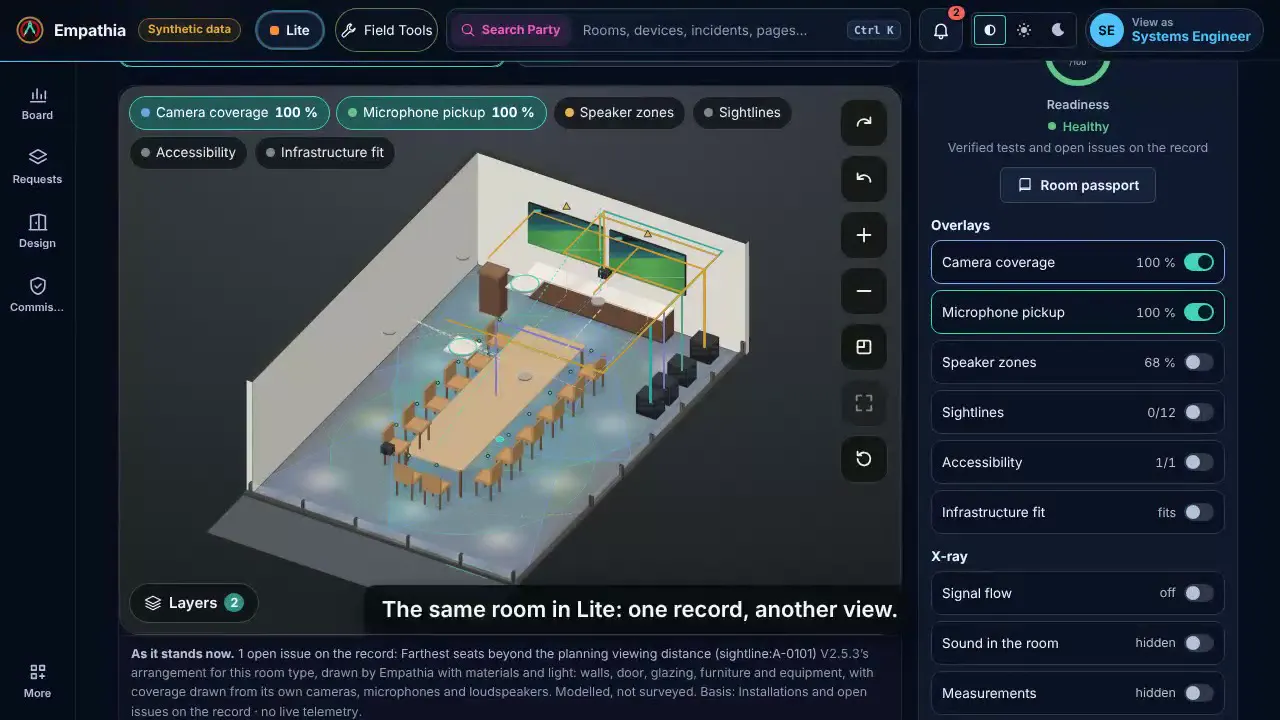 Empathia
Synthetic data
Lite
Field Tools
Search Party
Rooms, devices, incidents, pages...
Ctrl K
2
SE
View as
Systems Engineer
Board
Requests
Design
Commis...
More
Camera coverage 100 %
Microphone pickup 100 %
Speaker zones
Sightlines
Accessibility
Infrastructure fit
Layers 2
The same room in Lite: one record, another view.
As it stands now. 1 open issue on the record: Farthest seats beyond the planning viewing distance (sightline:A-0101) V2.5.3's
arrangement for this room type, drawn by Empathia with materials and light: walls, door, glazing, furniture and equipment, with
coverage drawn from its own cameras, microphones and loudspeakers. Modelled, not surveyed. Basis: Installations and open
issues on the record · no live telemetry.
/100
Readiness
Healthy
Verified tests and open issues on the record
Room passport
Overlays
Camera coverage 100 %
Microphone pickup 100 %
Speaker zones 68 %
Sightlines 0/12
Accessibility 1/1
Infrastructure fit fits
X-ray
Signal flow off
Sound in the room hidden
Measurements hidden